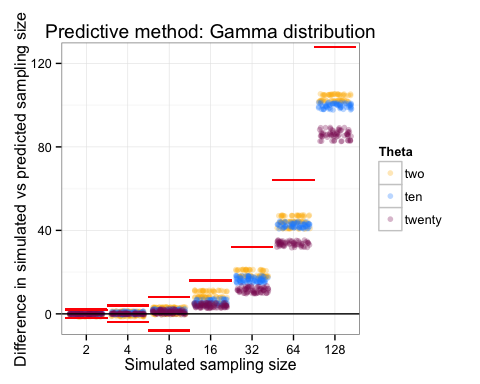 Predictive method: Gamma distribution
Difference in simulated vs predicted sampling size
120
80
40
0
2 4 8 16 32 64 128
Simulated sampling size
Theta
two
ten
twenty